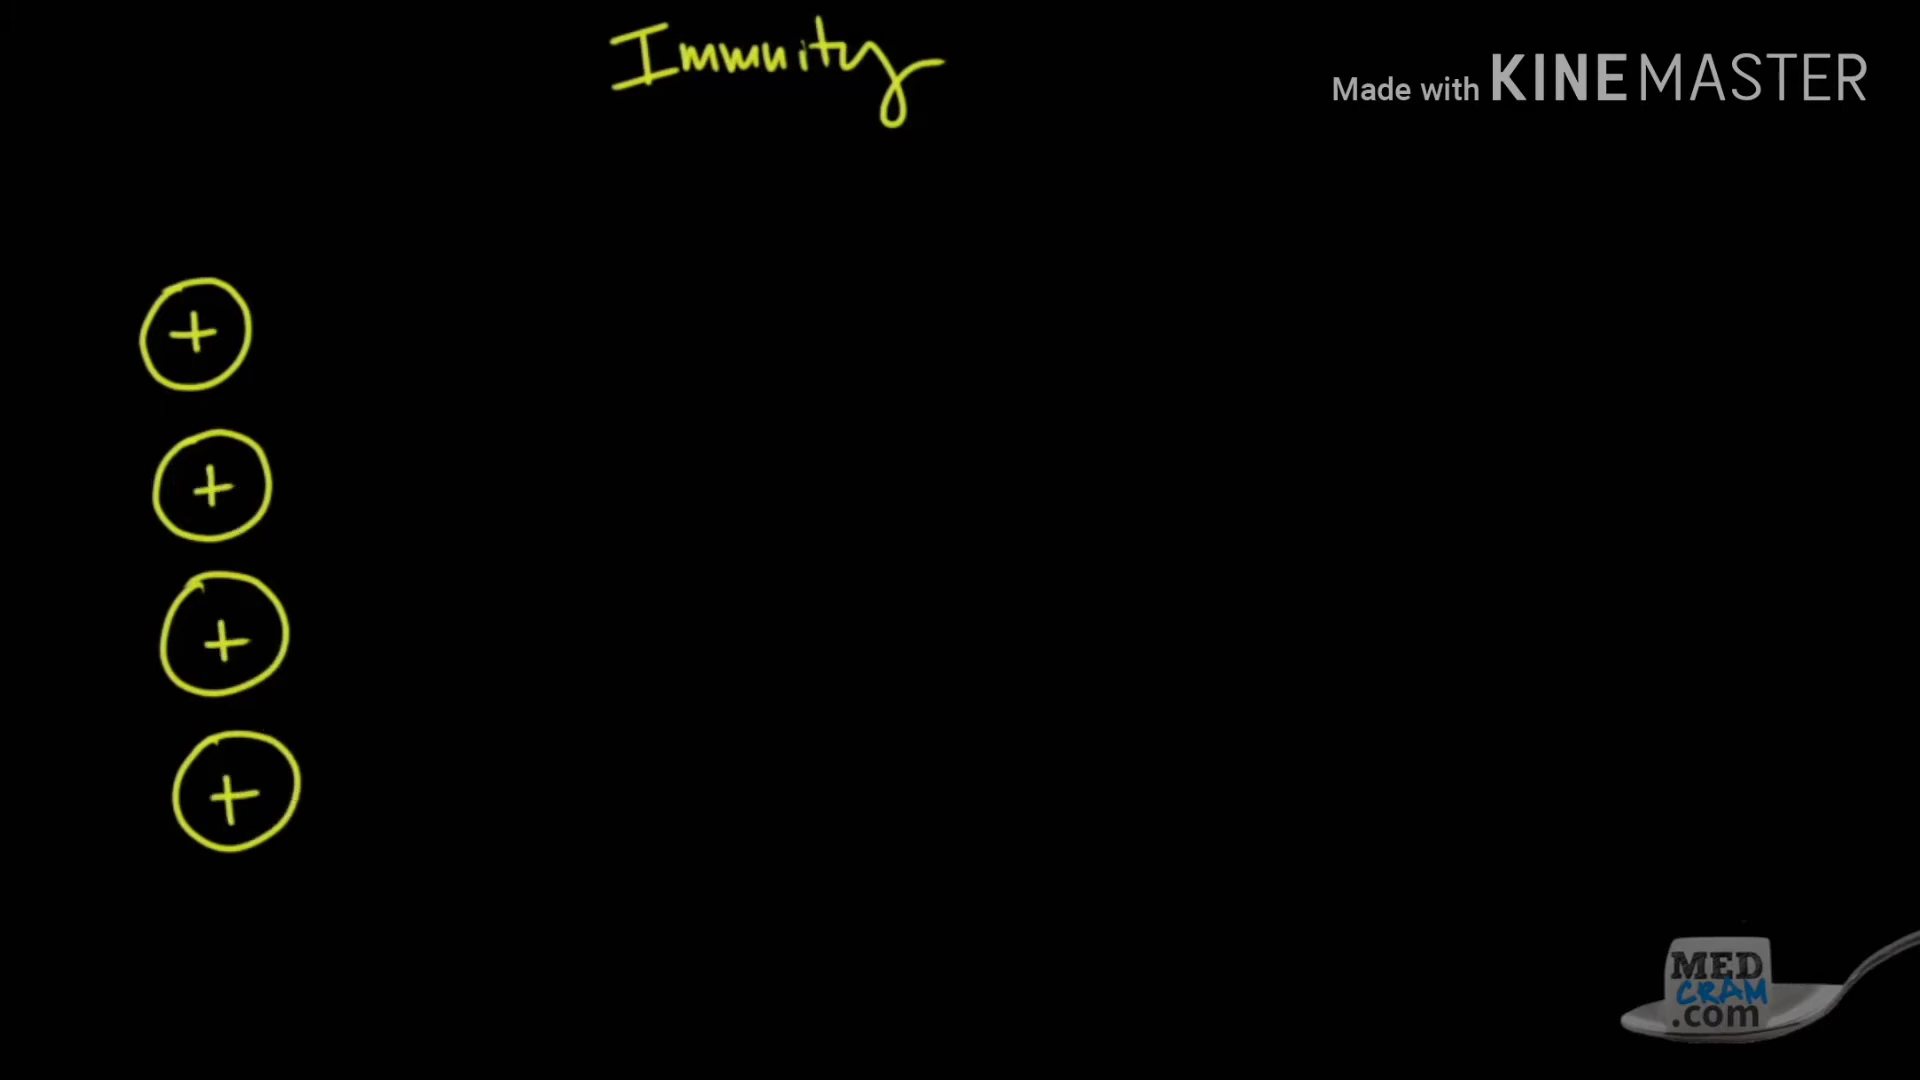 Immunity
Made with KINEMASTER
+
+
+
+
MED
CRAM
.com